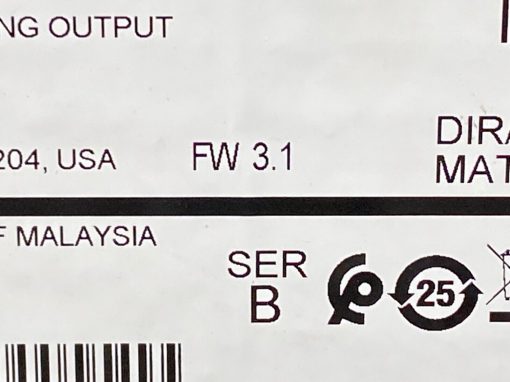 NG OUTPUT
204, USA FW 3.1
DIRA
MAT
F MALAYSIA
SER
B
25